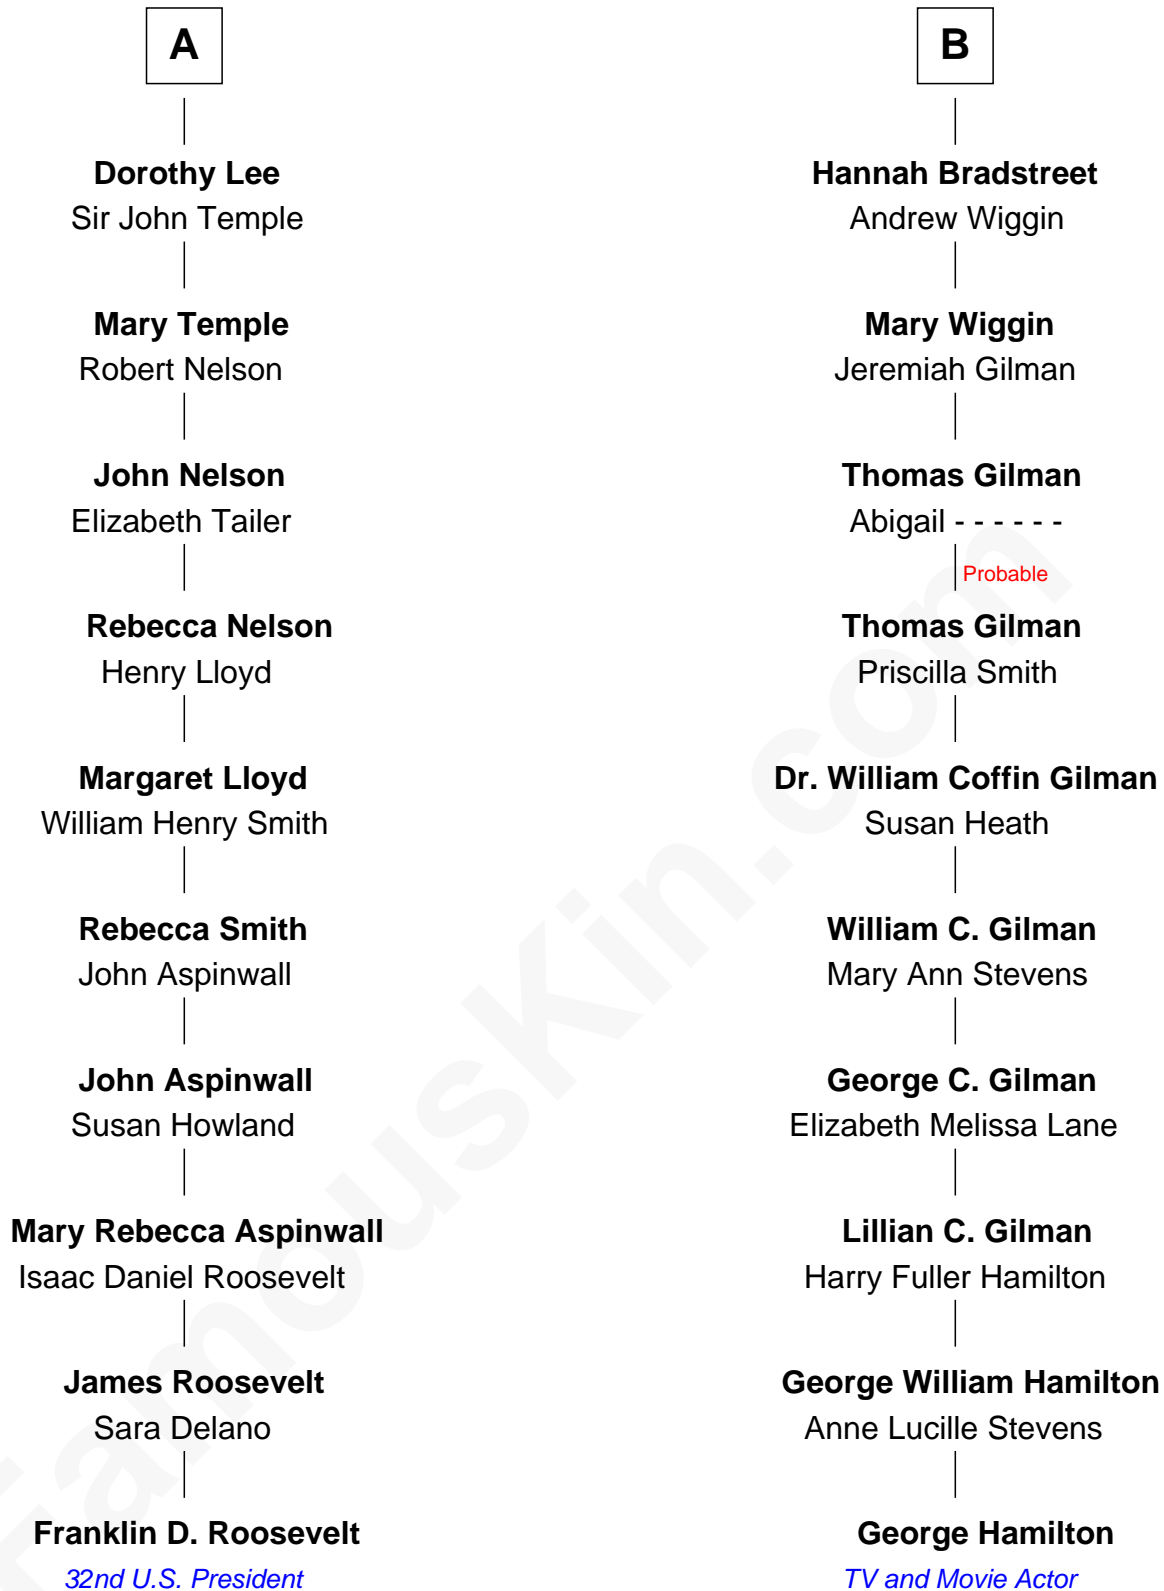 A
Dorothy Lee
Sir John Temple
Mary Temple
Robert Nelson
John Nelson
Elizabeth Tailer
Rebecca Nelson
Henry Lloyd
Margaret Lloyd
William Henry Smith
Rebecca Smith
John Aspinwall
John Aspinwall
Susan Howland
Mary Rebecca Aspinwall
Isaac Daniel Roosevelt
James Roosevelt
Sara Delano
Franklin D. Roosevelt
32nd U.S. President
B
Hannah Bradstreet
Andrew Wiggin
Mary Wiggin
Jeremiah Gilman
Thomas Gilman
Abigail - - - - - -
Probable
Thomas Gilman
Priscilla Smith
Dr. William Coffin Gilman
Susan Heath
William C. Gilman
Mary Ann Stevens
George C. Gilman
Elizabeth Melissa Lane
Lillian C. Gilman
Harry Fuller Hamilton
George William Hamilton
Anne Lucille Stevens
George Hamilton
TV and Movie Actor
FamousKin.com